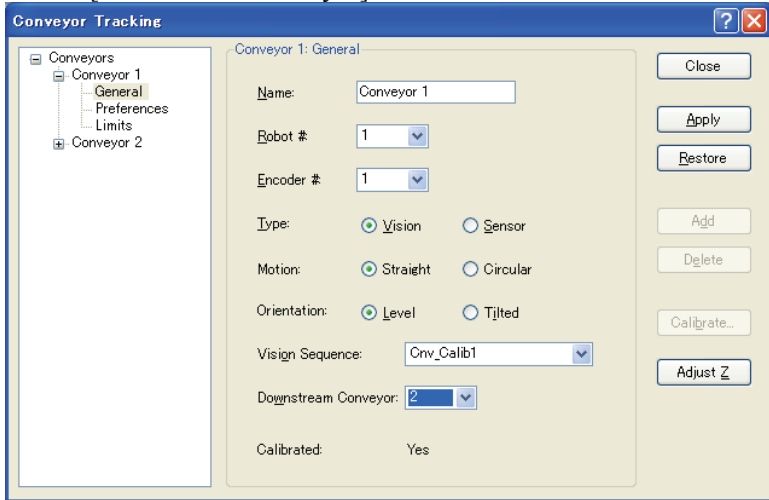 Conveyor Tracking
Conveyors
Conveyor 1
General
Preferences
Limits
Conveyor 2
Conveyor 1: General
Name: Conveyor 1
Robot # 1
Encoder # 1
Type: Vision Sensor
Motion: Straight Circular
Orientation: Level Tilted
Vision Sequence: Cnv_Calib1
Downstream Conveyor: 2
Calibrated: Yes
Close
Apply
Restore
Add
Delete
Calibrate...
Adjust Z